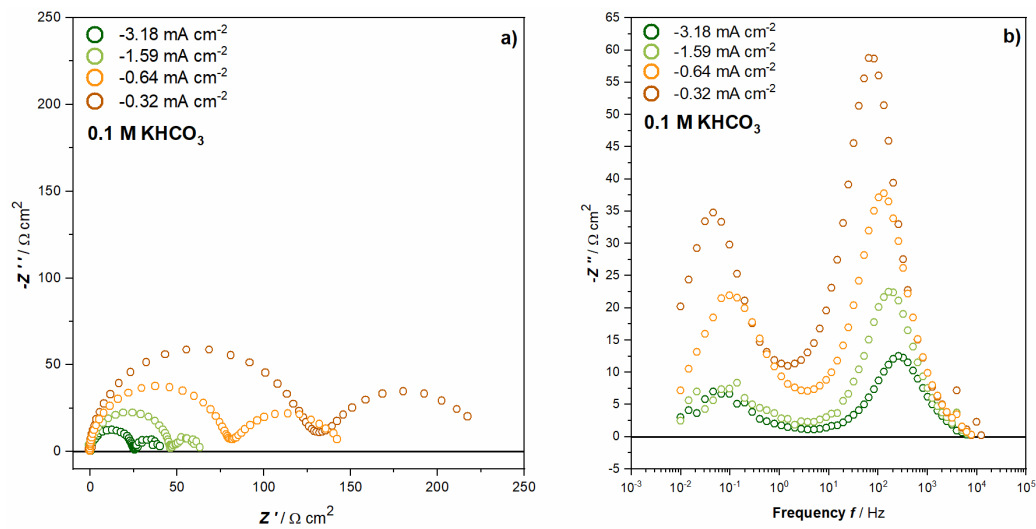 a)
-3.18 mA cm⁻²
-1.59 mA cm⁻²
-0.64 mA cm⁻²
-0.32 mA cm⁻²
0.1 M KHCO₃
250
200
150
100
50
0
-Z '' / Ω cm²
0 50 100 150 200 250
Z ' / Ω cm²
b)
-3.18 mA cm⁻²
-1.59 mA cm⁻²
-0.64 mA cm⁻²
-0.32 mA cm⁻²
0.1 M KHCO₃
65
60
55
50
45
40
35
30
25
20
15
10
5
0
-5
-Z '' / Ω cm²
10⁻³ 10⁻² 10⁻¹ 10⁰ 10¹ 10² 10³ 10⁴ 10⁵
Frequency f / Hz